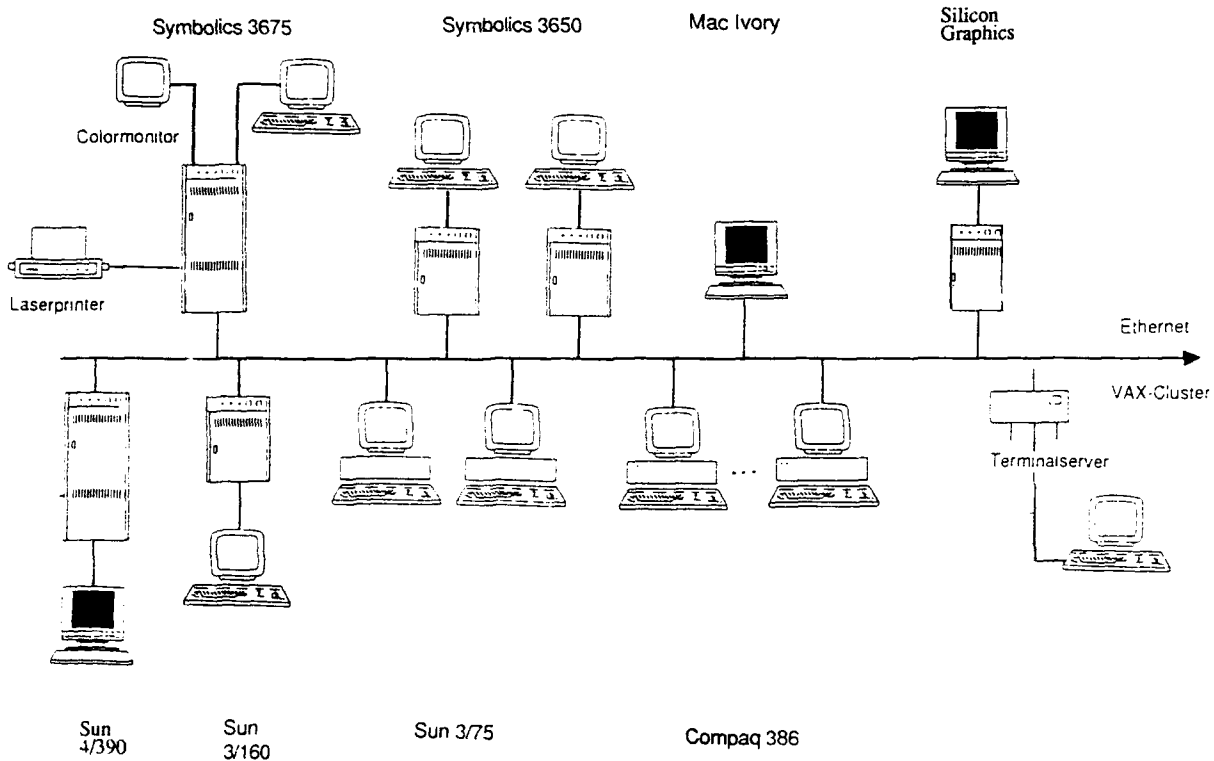 Symbolics 3675
Symbolics 3650
Mac Ivory
Silicon
Graphics
Colormonitor
Laserprinter
Ethernet
VAX-Cluster
Terminalserver
...
Sun
4/390
Sun
3/160
Sun 3/75
Compaq 386